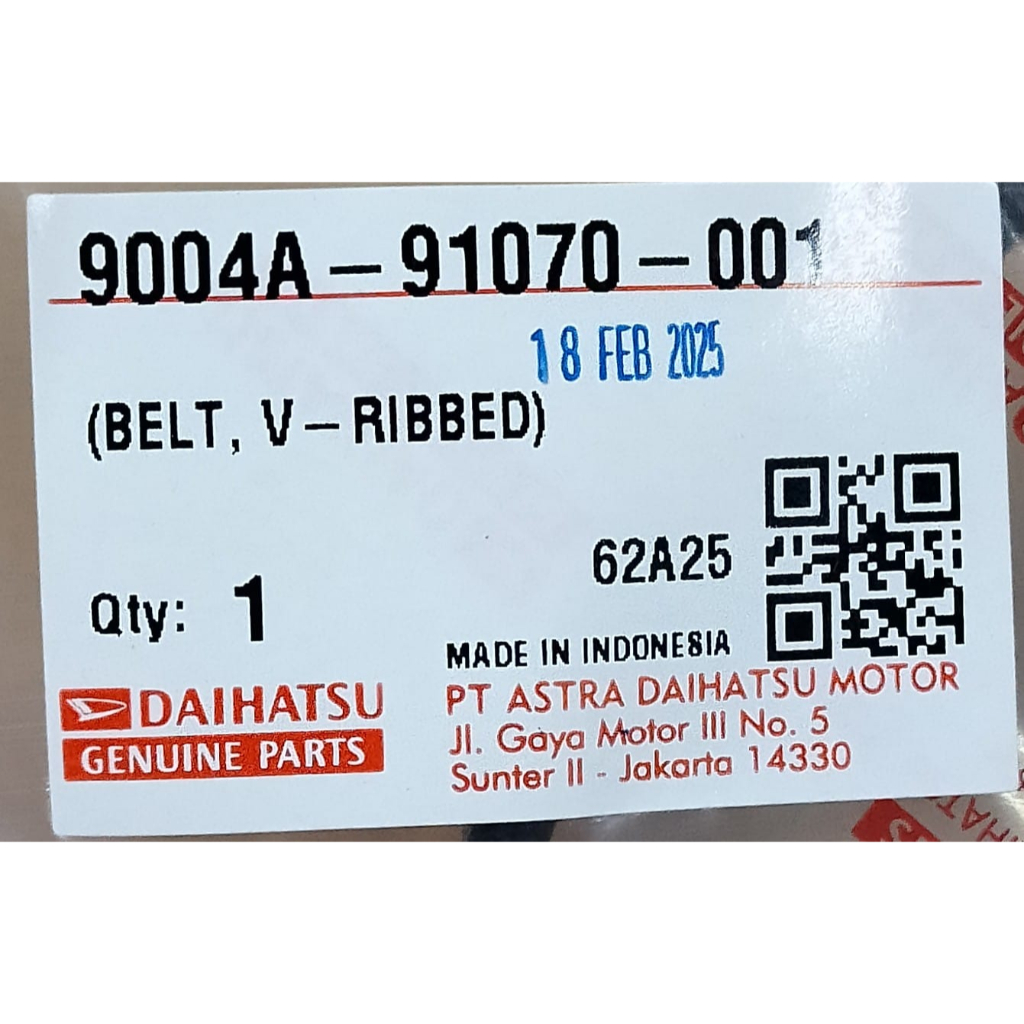 9004A-91070-001
18 FEB 2025
(BELT, V-RIBBED)
62A25
Qty: 1
MADE IN INDONESIA
DAIHATSU
GENUINE PARTS
PT ASTRA DAIHATSU MOTOR
Jl. Gaya Motor III No. 5
Sunter II - Jakarta 14330